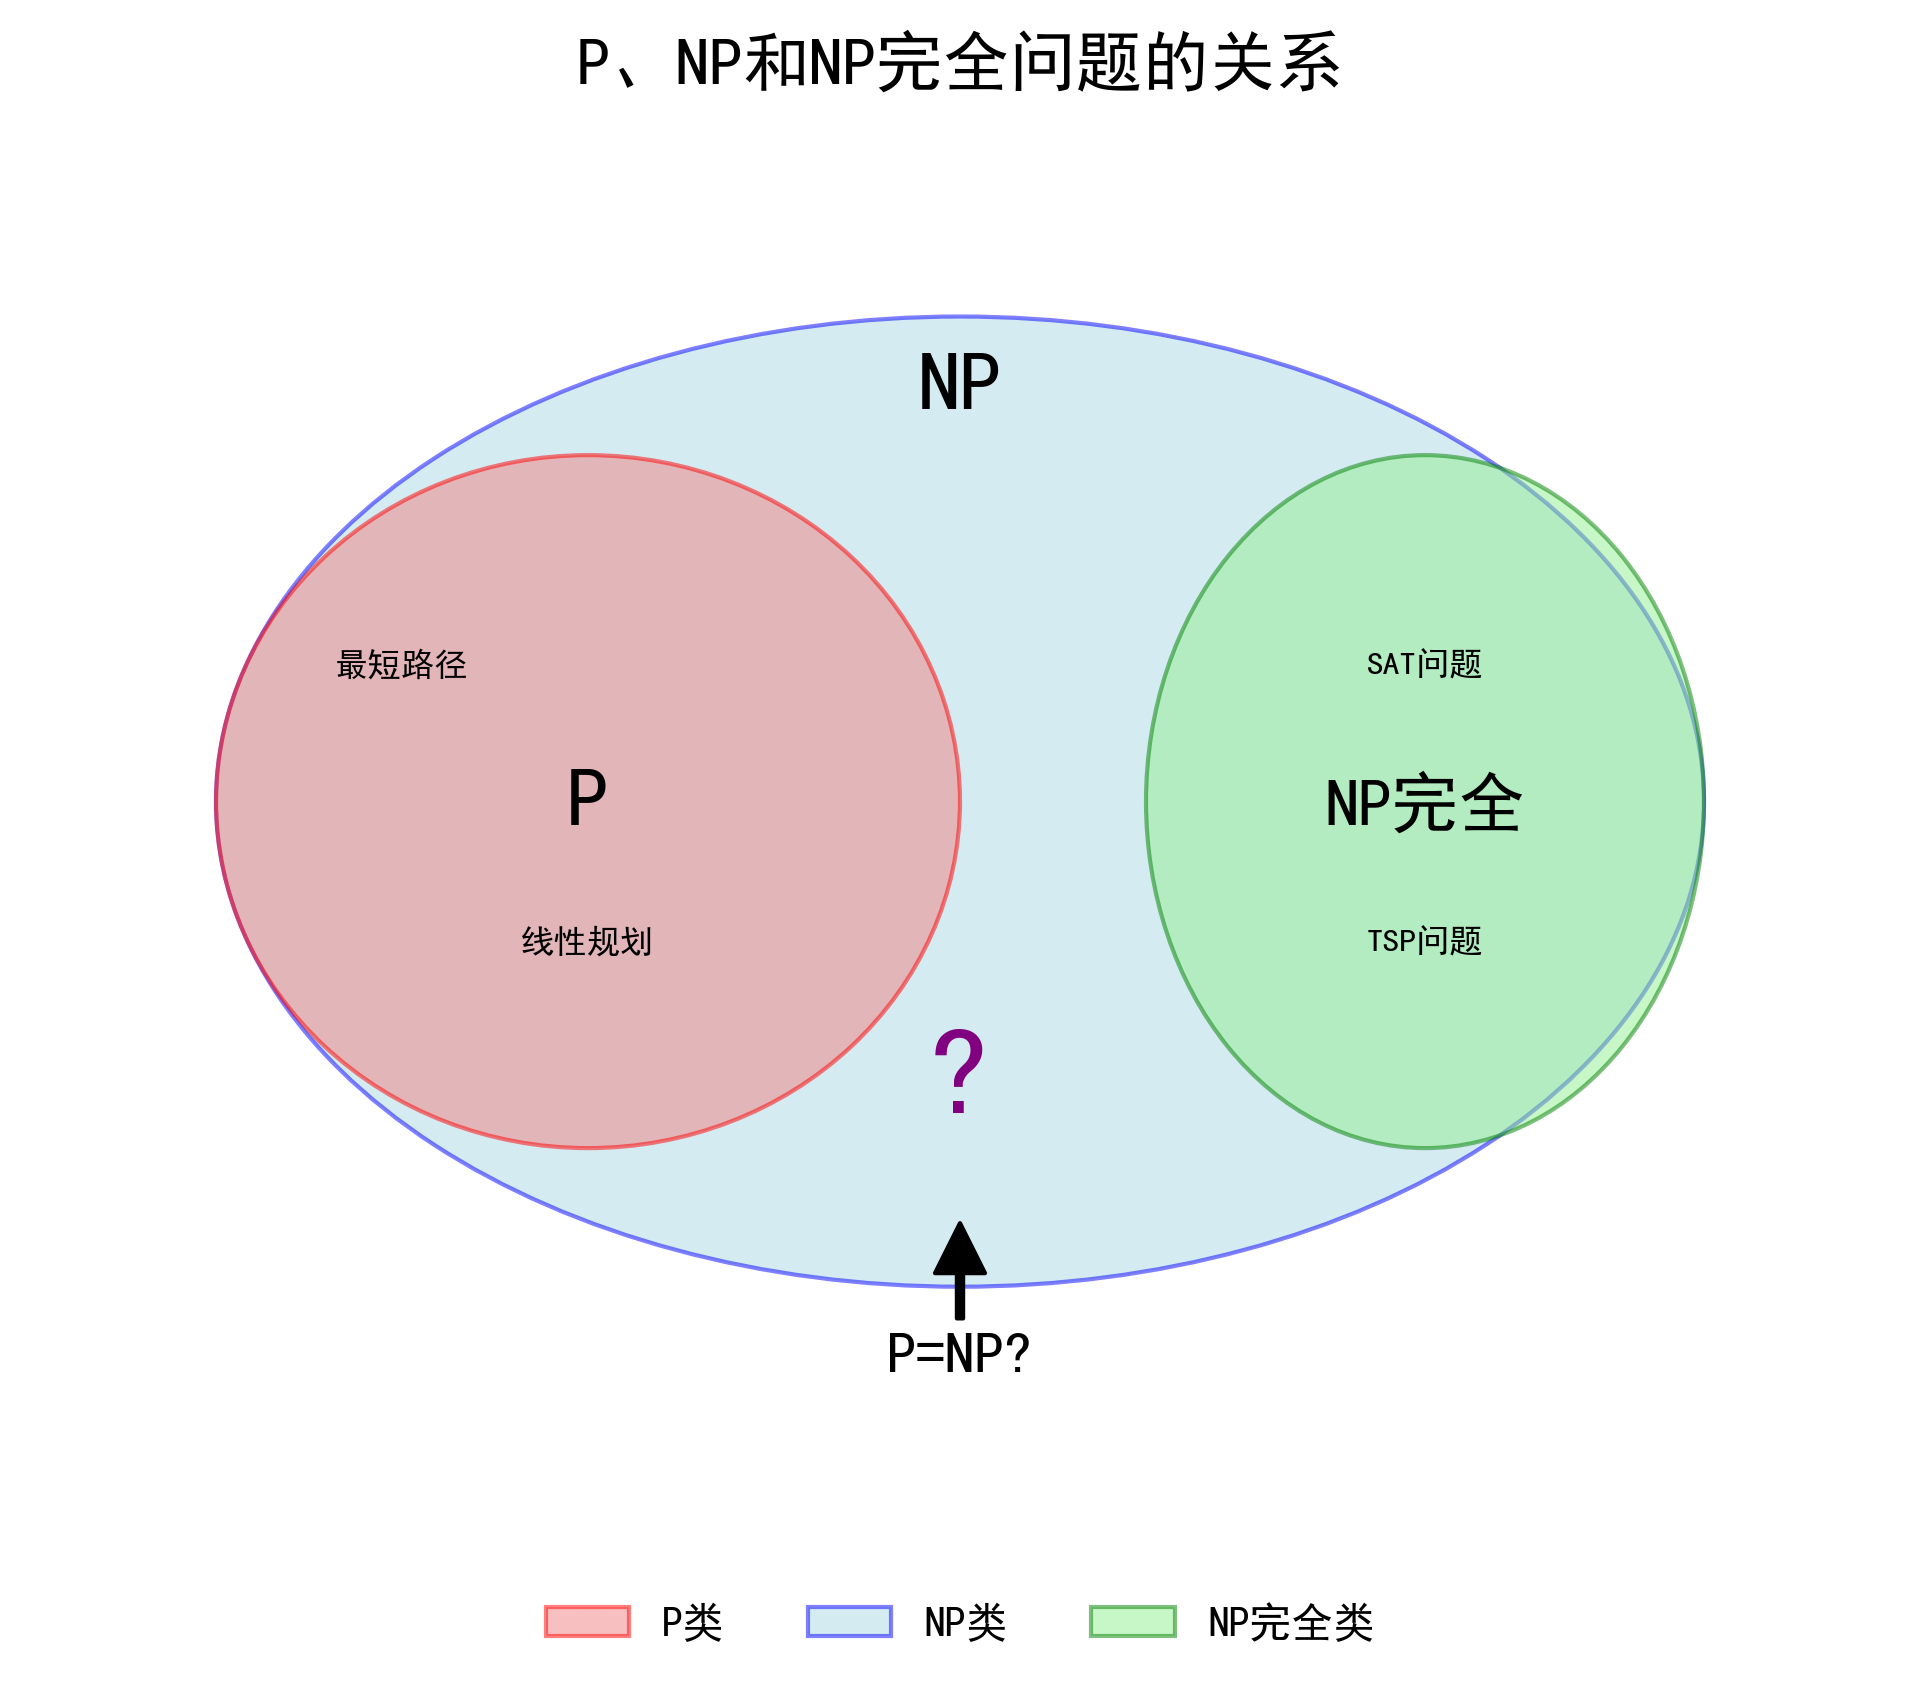 P、NP和NP完全问题的关系
NP
最短路径
SAT问题
P
NP完全
线性规划
TSP问题
?
P=NP?
P类
NP类
NP完全类